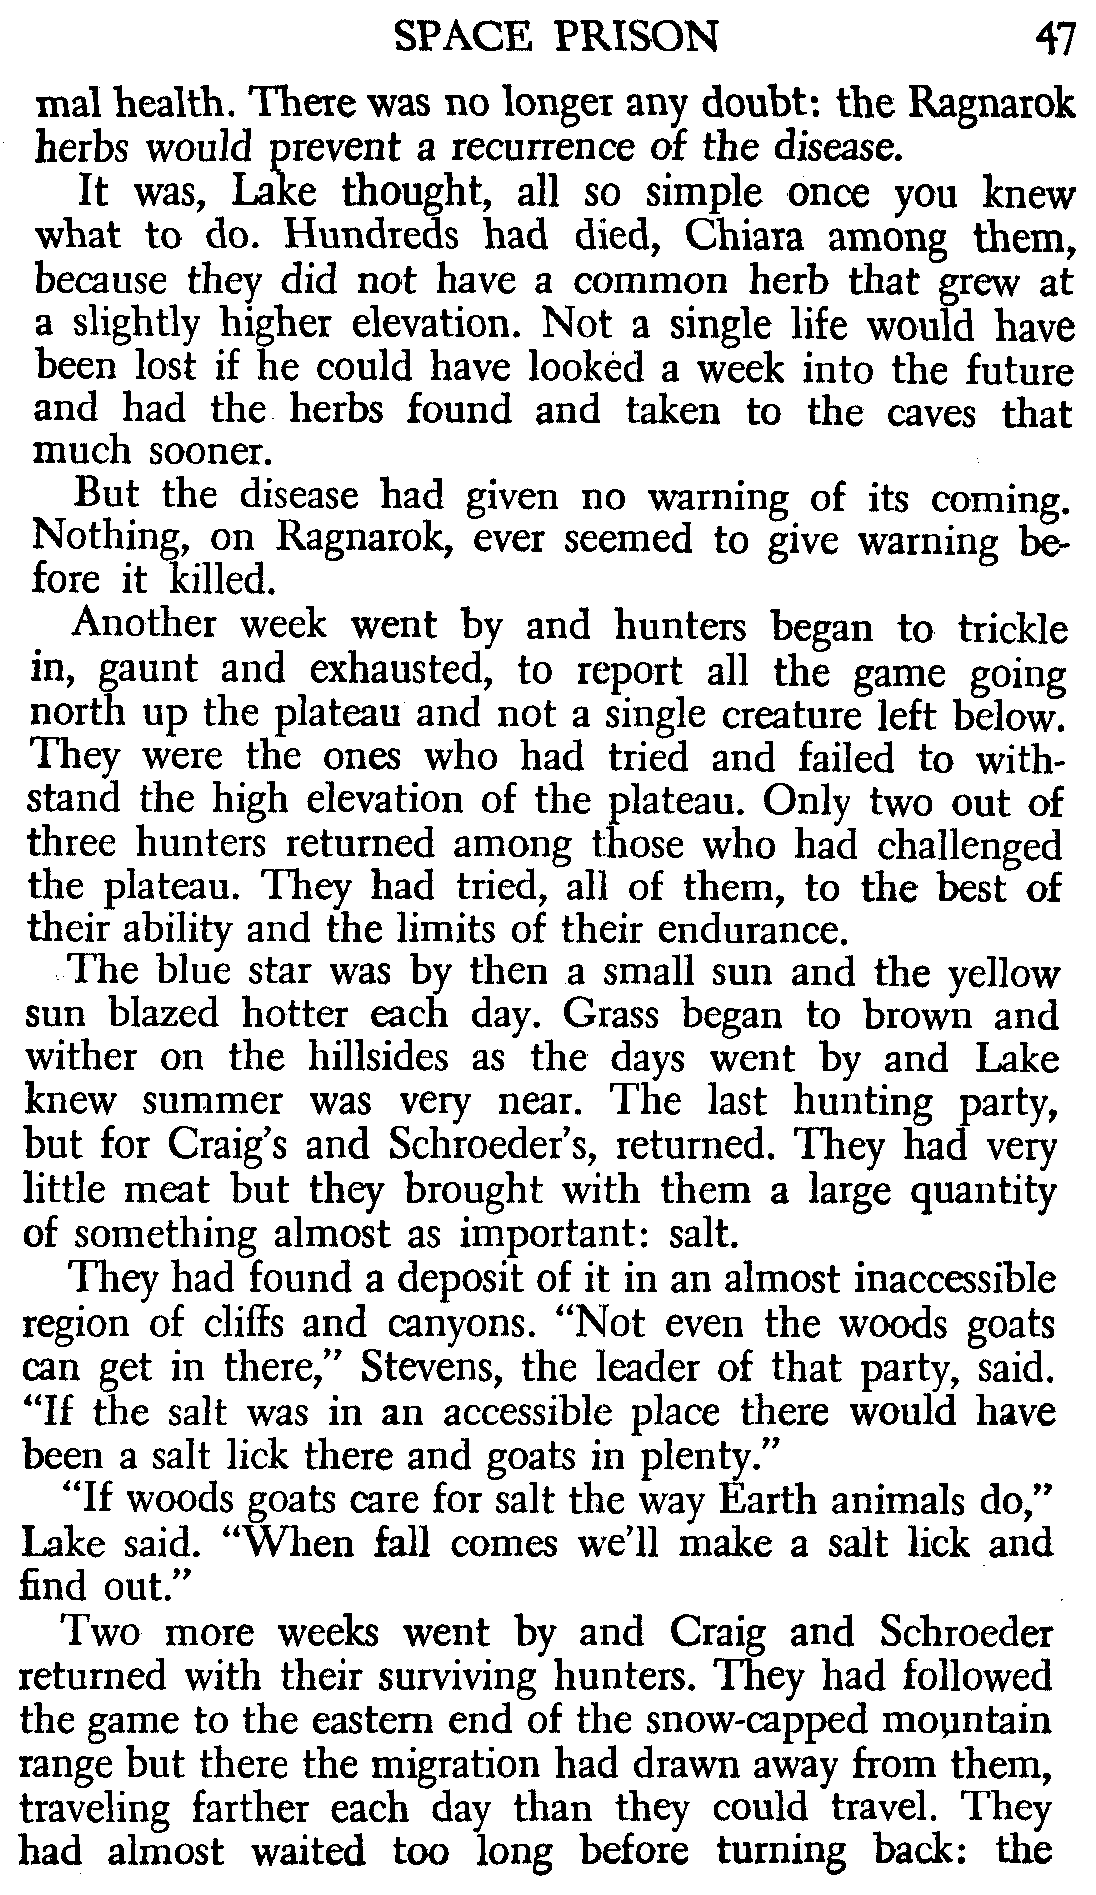 SPACE PRISON 47
mal health. There was no longer any doubt: the Ragnarok
herbs would prevent a recurrence of the disease.
It was, Lake thought, all so simple once you knew
what to do. Hundreds had died, Chiara among them,
because they did not have a common herb that grew at
a slightly higher elevation. Not a single life would have
been lost if he could have looked a week into the future
and had the herbs found and taken to the caves that
much sooner.
But the disease had given no warning of its coming.
Nothing, on Ragnarok, ever seemed to give warning be-
fore it killed.
Another week went by and hunters began to trickle
in, gaunt and exhausted, to report all the game going
north up the plateau and not a single creature left below.
They were the ones who had tried and failed to with-
stand the high elevation of the plateau. Only two out of
three hunters returned among those who had challenged
the plateau. They had tried, all of them, to the best of
their ability and the limits of their endurance.
The blue star was by then a small sun and the yellow
sun blazed hotter each day. Grass began to brown and
wither on the hillsides as the days went by and Lake
knew summer was very near. The last hunting party,
but for Craig's and Schroeder's, returned. They had very
little meat but they brought with them a large quantity
of something almost as important: salt.
They had found a deposit of it in an almost inaccessible
region of cliffs and canyons. “Not even the woods goats
can get in there,” Stevens, the leader of that party, said.
“If the salt was in an accessible place there would have
been a salt lick there and goats in plenty.”
“If woods goats care for salt the way Earth animals do,”
Lake said. “When fall comes we'll make a salt lick and
find out.”
Two more weeks went by and Craig and Schroeder
returned with their surviving hunters. They had followed
the game to the eastern end of the snow-capped mountain
range but there the migration had drawn away from them,
traveling farther each day than they could travel. They
had almost waited too long before turning back: the